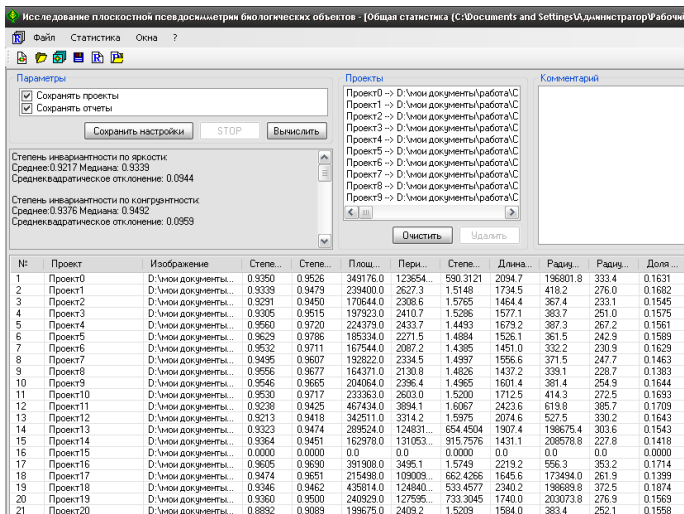 Исследование плоскостной псевдосимметрии биологических объектов - [Общая статистика (C:\Documents and Settings\Администратор\Рабочий
Файл Статистика Окна ?
Параметры
Сохранять проекты
Сохранять отчеты
Сохранить настройки STOP Вычислить
Степень инвариантности по яркости:
Среднее:0.9217 Медиана: 0.9339
Среднеквадратическое отклонение: 0.0944
Степень инвариантности по конгруэнтности:
Среднее:0.9376 Медиана: 0.9492
Среднеквадратическое отклонение: 0.0959
Проекты
Проект0 --> D:\мои документы\работа\С
Проект1 --> D:\мои документы\работа\С
Проект2 --> D:\мои документы\работа\С
Проект3 --> D:\мои документы\работа\С
Проект4 --> D:\мои документы\работа\С
Проект5 --> D:\мои документы\работа\С
Проект6 --> D:\мои документы\работа\С
Проект7 --> D:\мои документы\работа\С
Проект8 --> D:\мои документы\работа\С
Проект9 --> D:\мои документы\работа\С
Очистить Удалить
Комментарий
№ Проект Изображение Степе... Степе... Площ... Пери... Степе... Длина... Радиу... Радиу... Доля ...
1 Проект0 D:\мои документы... 0.9350 0.9526 349176.0 123654... 590.3121 2094.7 196801.8 333.4 0.1631
2 Проект1 D:\мои документы... 0.9339 0.9479 239400.0 2627.3 1.5148 1734.5 418.2 276.0 0.1682
3 Проект2 D:\мои документы... 0.9291 0.9450 170644.0 2308.6 1.5765 1464.4 367.4 233.1 0.1545
4 Проект3 D:\мои документы... 0.9305 0.9515 197923.0 2410.7 1.5286 1577.1 383.7 251.0 0.1575
5 Проект4 D:\мои документы... 0.9560 0.9720 224379.0 2433.7 1.4493 1679.2 387.3 267.2 0.1561
6 Проект5 D:\мои документы... 0.9629 0.9786 185334.0 2271.5 1.4884 1526.1 361.5 242.9 0.1589
7 Проект6 D:\мои документы... 0.9532 0.9711 167544.0 2087.2 1.4385 1451.0 332.2 230.9 0.1629
8 Проект7 D:\мои документы... 0.9495 0.9607 192822.0 2334.5 1.4997 1556.6 371.5 247.7 0.1463
9 Проект8 D:\мои документы... 0.9556 0.9677 164371.0 2130.8 1.4826 1437.2 339.1 228.7 0.1383
10 Проект9 D:\мои документы... 0.9546 0.9665 204064.0 2396.4 1.4965 1601.4 381.4 254.9 0.1644
11 Проект10 D:\мои документы... 0.9530 0.9717 233363.0 2603.0 1.5200 1712.5 414.3 272.5 0.1693
12 Проект11 D:\мои документы... 0.9238 0.9425 467434.0 3894.1 1.6067 2423.6 619.8 385.7 0.1709
13 Проект12 D:\мои документы... 0.9213 0.9418 342511.0 3314.2 1.5975 2074.6 527.5 330.2 0.1643
14 Проект13 D:\мои документы... 0.9323 0.9474 289524.0 124831... 654.4504 1907.4 198675.4 303.6 0.1543
15 Проект14 D:\мои документы... 0.9364 0.9451 162978.0 131053... 915.7576 1431.1 208578.8 227.8 0.1418
16 Проект15 D:\мои документы... 0.0000 0.0000 0.0 0.0 0.0000 0.0 0.0 0.0 0.0000
17 Проект16 D:\мои документы... 0.9605 0.9690 391908.0 3495.1 1.5749 2219.2 556.3 353.2 0.1714
18 Проект17 D:\мои документы... 0.9474 0.9651 215498.0 109009... 662.4266 1645.6 173494.0 261.9 0.1399
19 Проект18 D:\мои документы... 0.9346 0.9462 435814.0 124840... 533.4577 2340.2 198689.8 372.5 0.1874
20 Проект19 D:\мои документы... 0.9360 0.9500 240929.0 127595... 733.3045 1740.0 203073.8 276.9 0.1569
21 Проект20 D:\мои документы... 0.8892 0.9089 199675.0 2409.2 1.5209 1584.0 383.4 252.1 0.1558